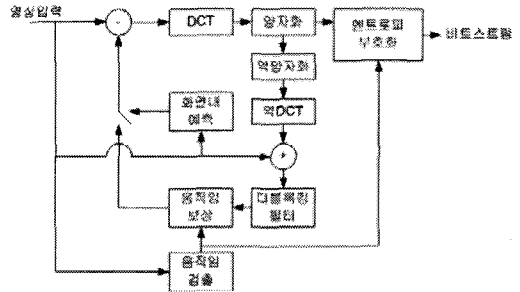 영상입력
-
DCT
양자화
엔트로피
부호화
비트스트림
역양자화
화면내
예측
역DCT
+
움직임
보상
디블록킹
필터
움직임
검출